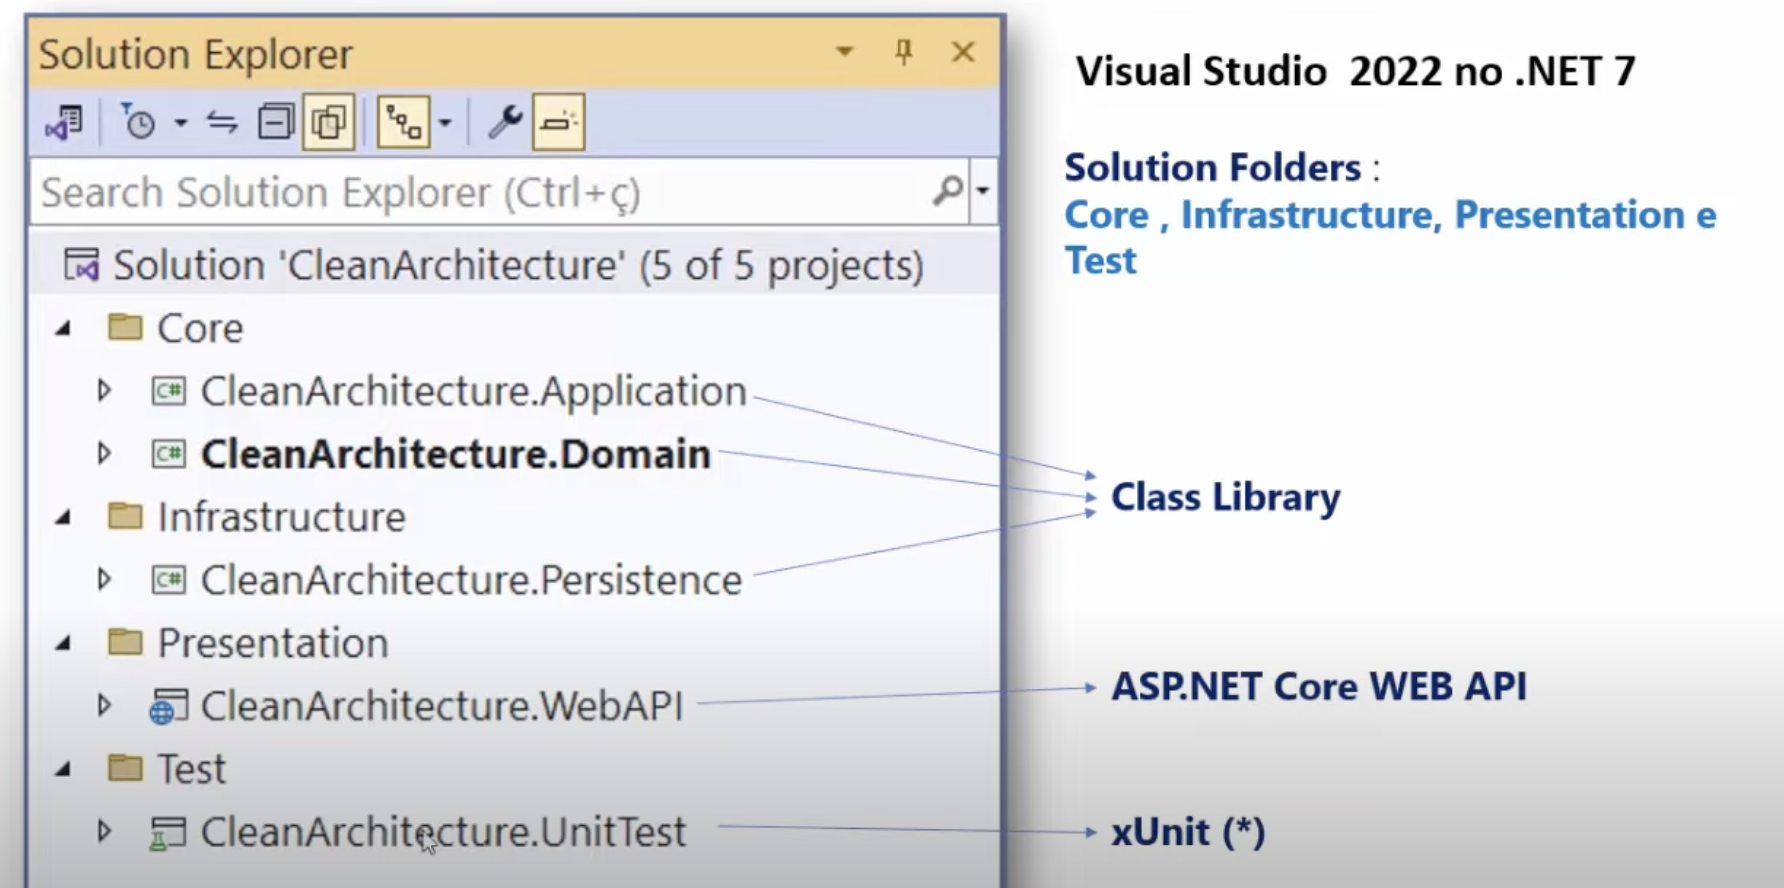 Solution Explorer
Search Solution Explorer (Ctrl+ç)
Solution 'CleanArchitecture' (5 of 5 projects)
Core
C# CleanArchitecture.Application
C# CleanArchitecture.Domain
Infrastructure
C# CleanArchitecture.Persistence
Presentation
CleanArchitecture.WebAPI
Test
CleanArchitecture.UnitTest
Visual Studio 2022 no .NET 7
Solution Folders :
Core , Infrastructure, Presentation e
Test
Class Library
ASP.NET Core WEB API
xUnit (*)